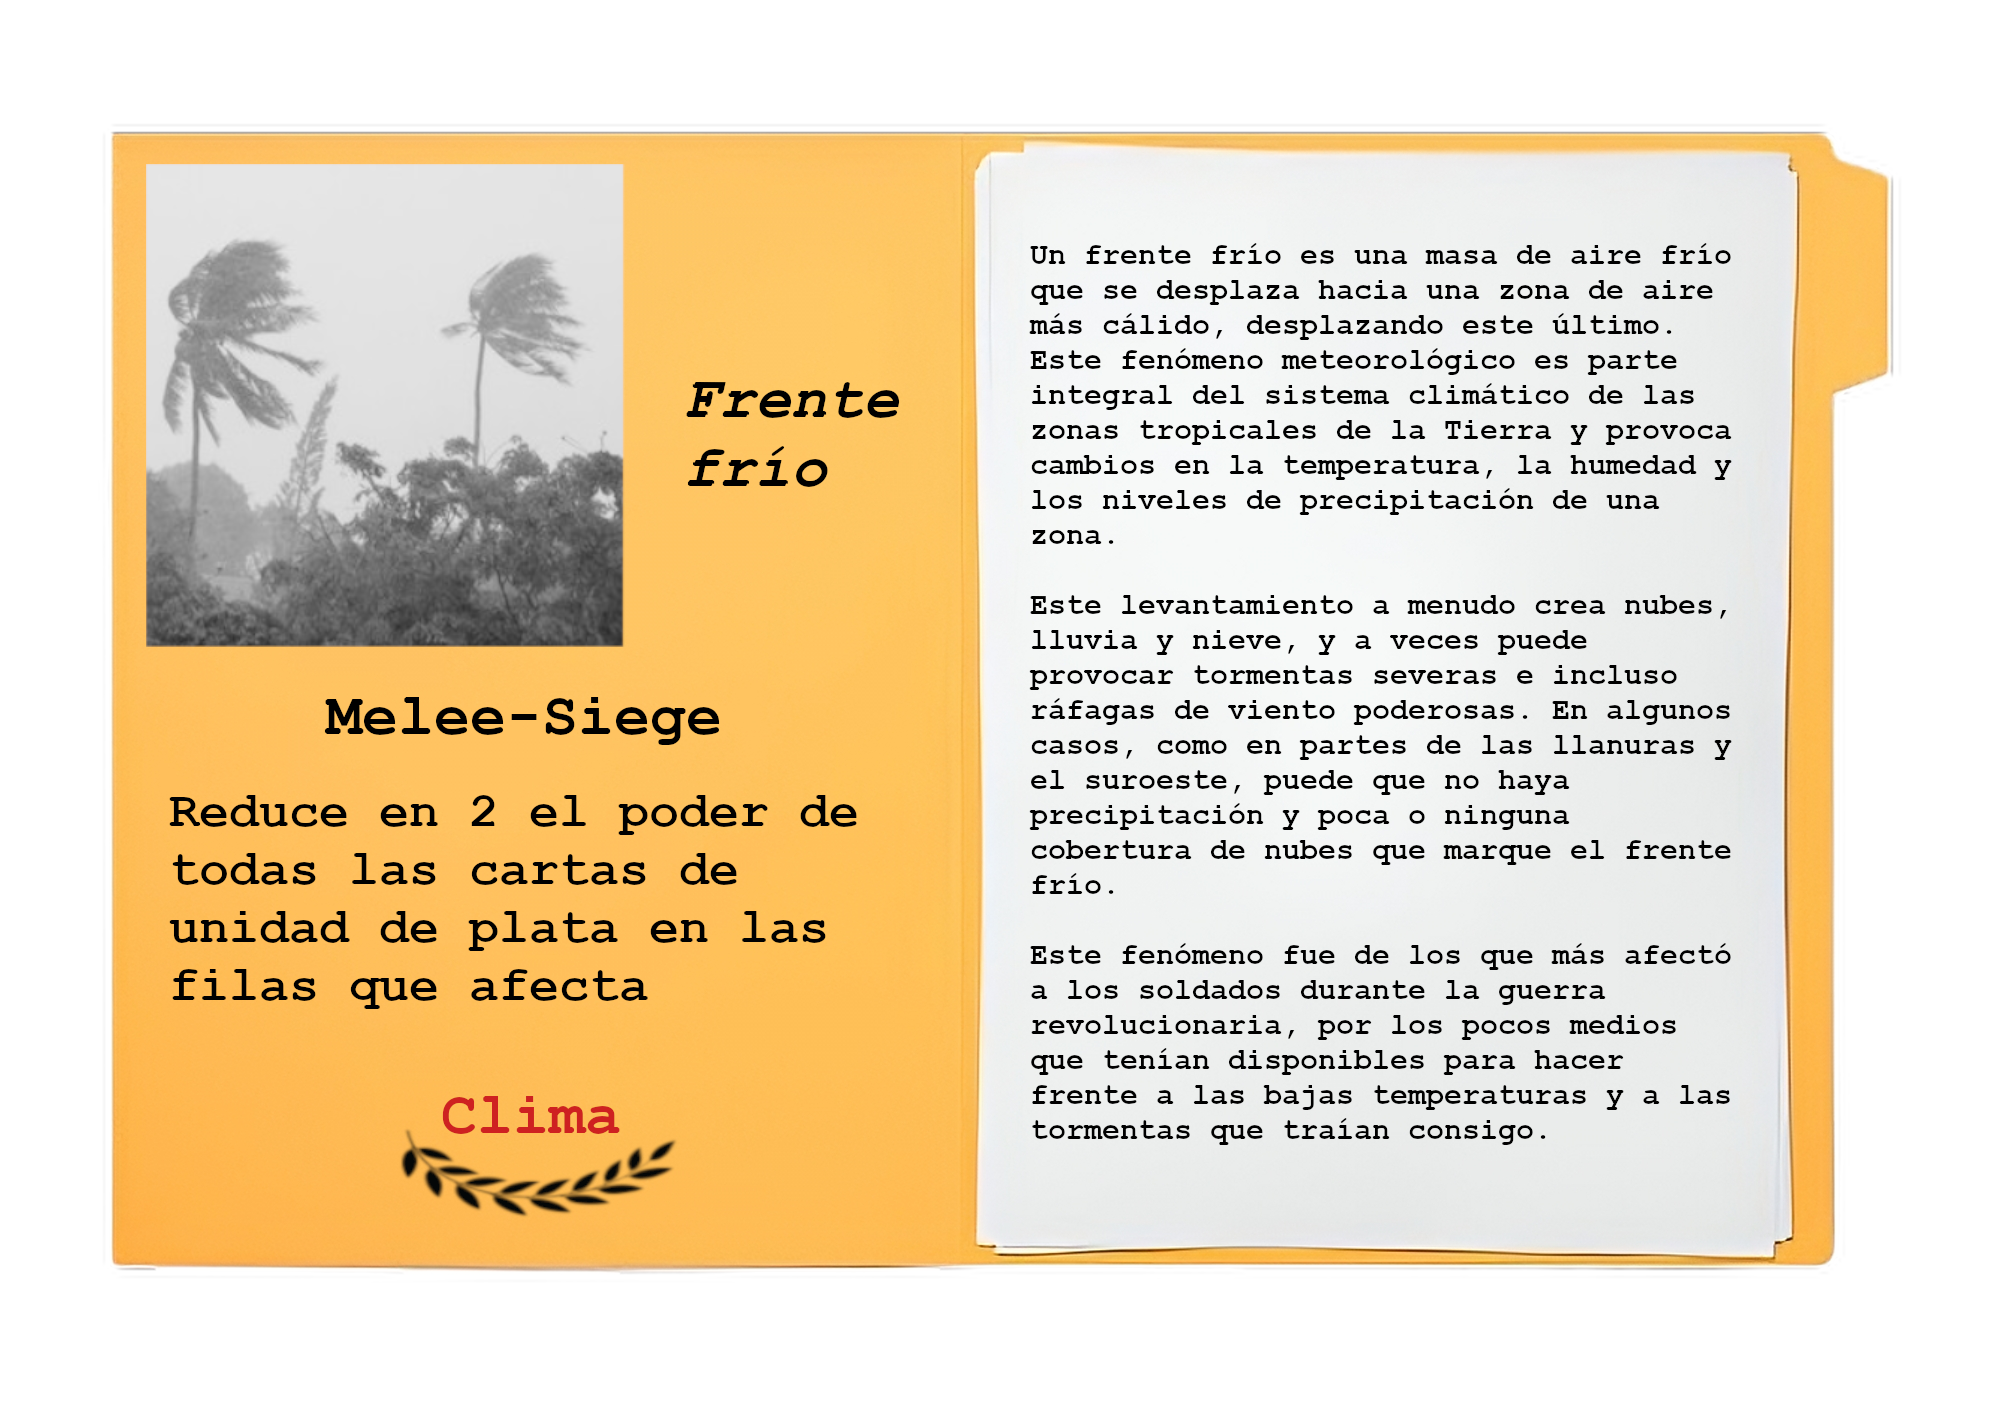 Frente
frío
Melee-Siege
Reduce en 2 el poder de
todas las cartas de
unidad de plata en las
filas que afecta
Clima
Un frente frío es una masa de aire frío
que se desplaza hacia una zona de aire
más cálido, desplazando este último.
Este fenómeno meteorológico es parte
integral del sistema climático de las
zonas tropicales de la Tierra y provoca
cambios en la temperatura, la humedad y
los niveles de precipitación de una
zona.
Este levantamiento a menudo crea nubes,
lluvia y nieve, y a veces puede
provocar tormentas severas e incluso
ráfagas de viento poderosas. En algunos
casos, como en partes de las llanuras y
el suroeste, puede que no haya
precipitación y poca o ninguna
cobertura de nubes que marque el frente
frío.
Este fenómeno fue de los que más afectó
a los soldados durante la guerra
revolucionaria, por los pocos medios
que tenían disponibles para hacer
frente a las bajas temperaturas y a las
tormentas que traían consigo.